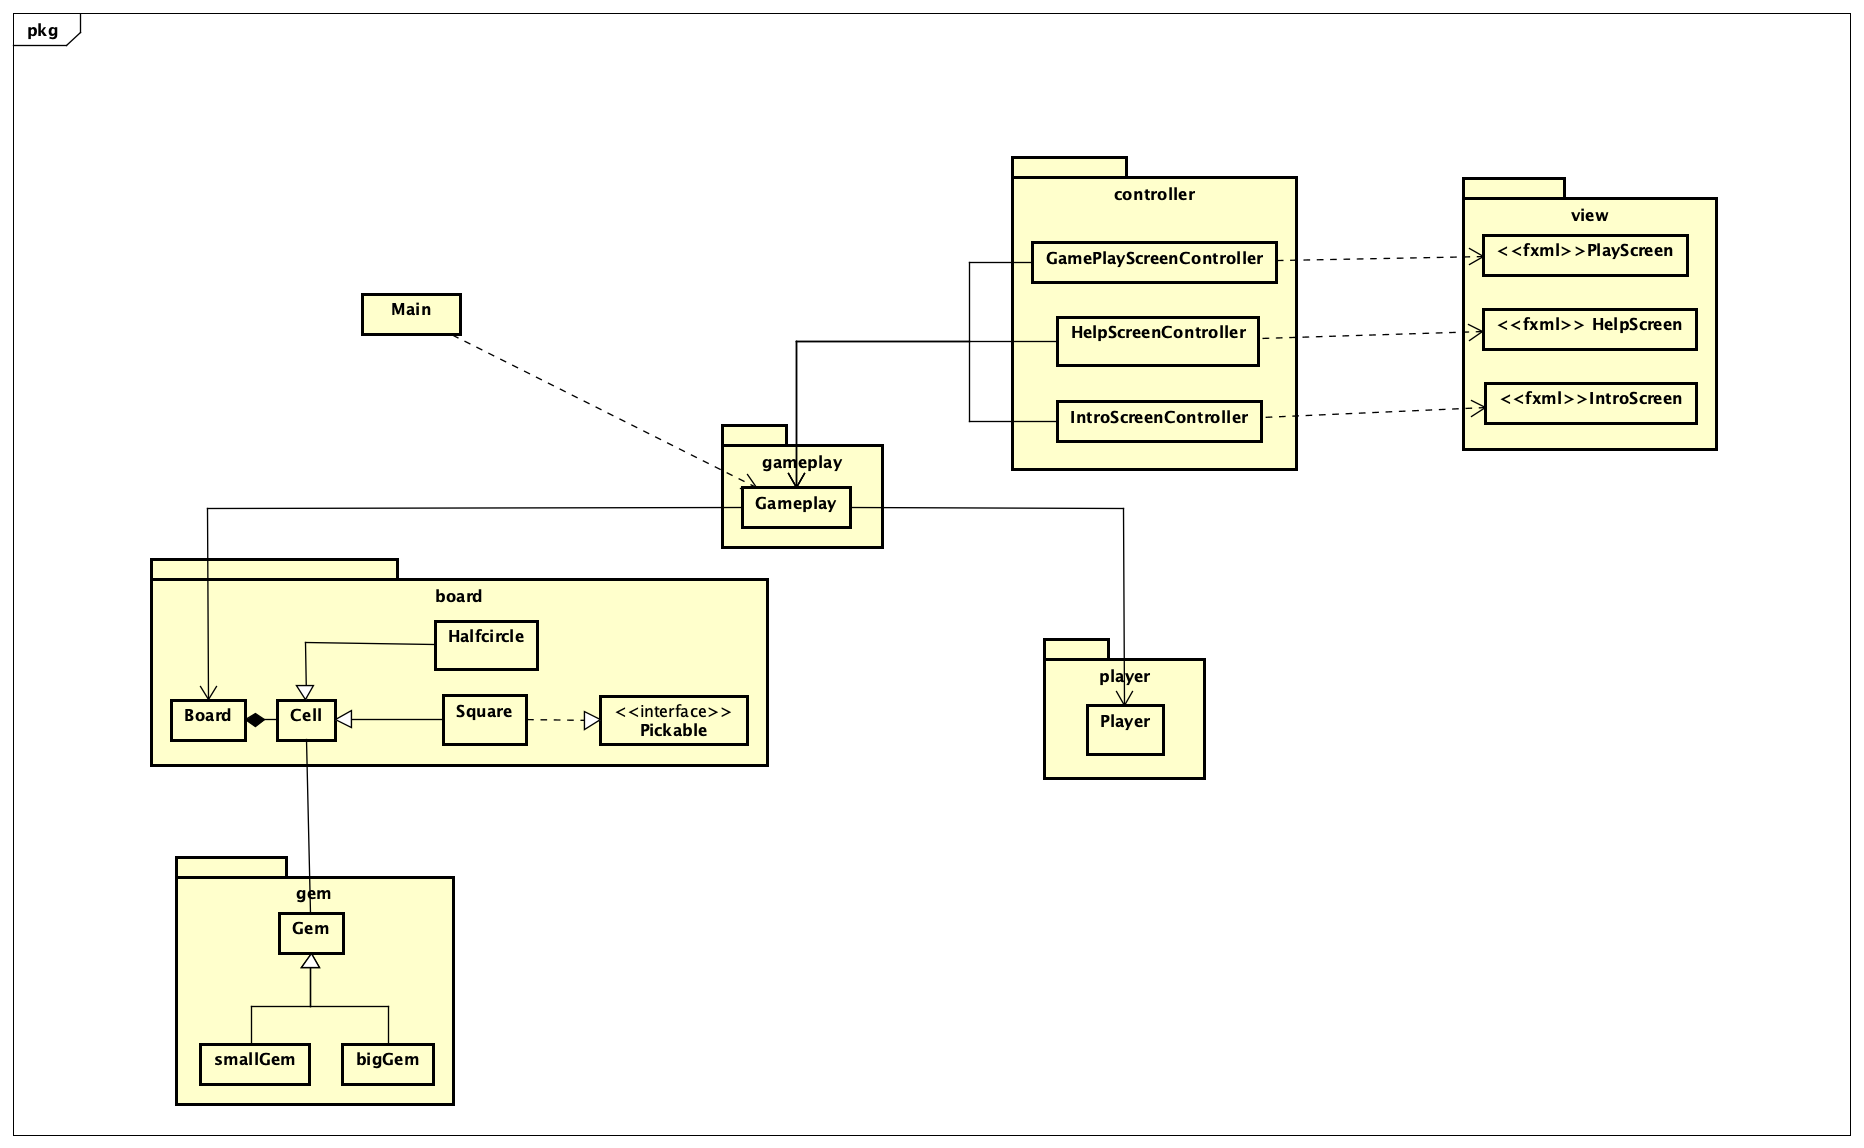 pkg
controller
GamePlayScreenController
HelpScreenController
IntroScreenController
view
<<fxml>>PlayScreen
<<fxml>> HelpScreen
<<fxml>>IntroScreen
Main
gameplay
Gameplay
board
Halfcircle
Board
Cell
Square
<<interface>>
Pickable
player
Player
gem
Gem
smallGem
bigGem